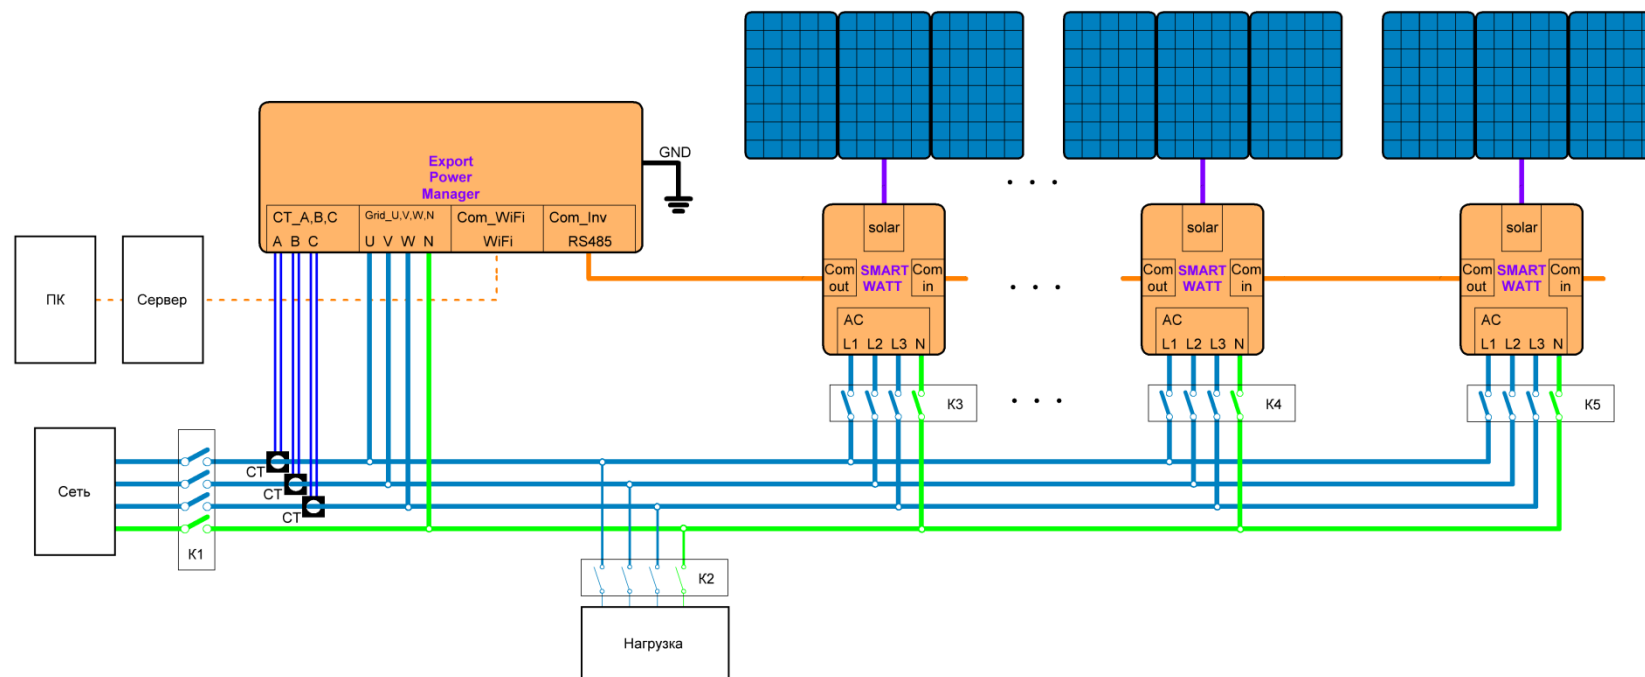 Export
Power
Manager
GND
CT_A,B,C
Grid_U,V,W,N
Com_WiFi
Com_Inv
A B C
U V W N
WiFi
RS485
ПК
Сервер
solar
Com
out
SMART
WATT
Com
in
AC
L1 L2 L3 N
K3
solar
Com
out
SMART
WATT
Com
in
AC
L1 L2 L3 N
K4
solar
Com
out
SMART
WATT
Com
in
AC
L1 L2 L3 N
K5
Сеть
K1
CT
CT
CT
K2
Нагрузка